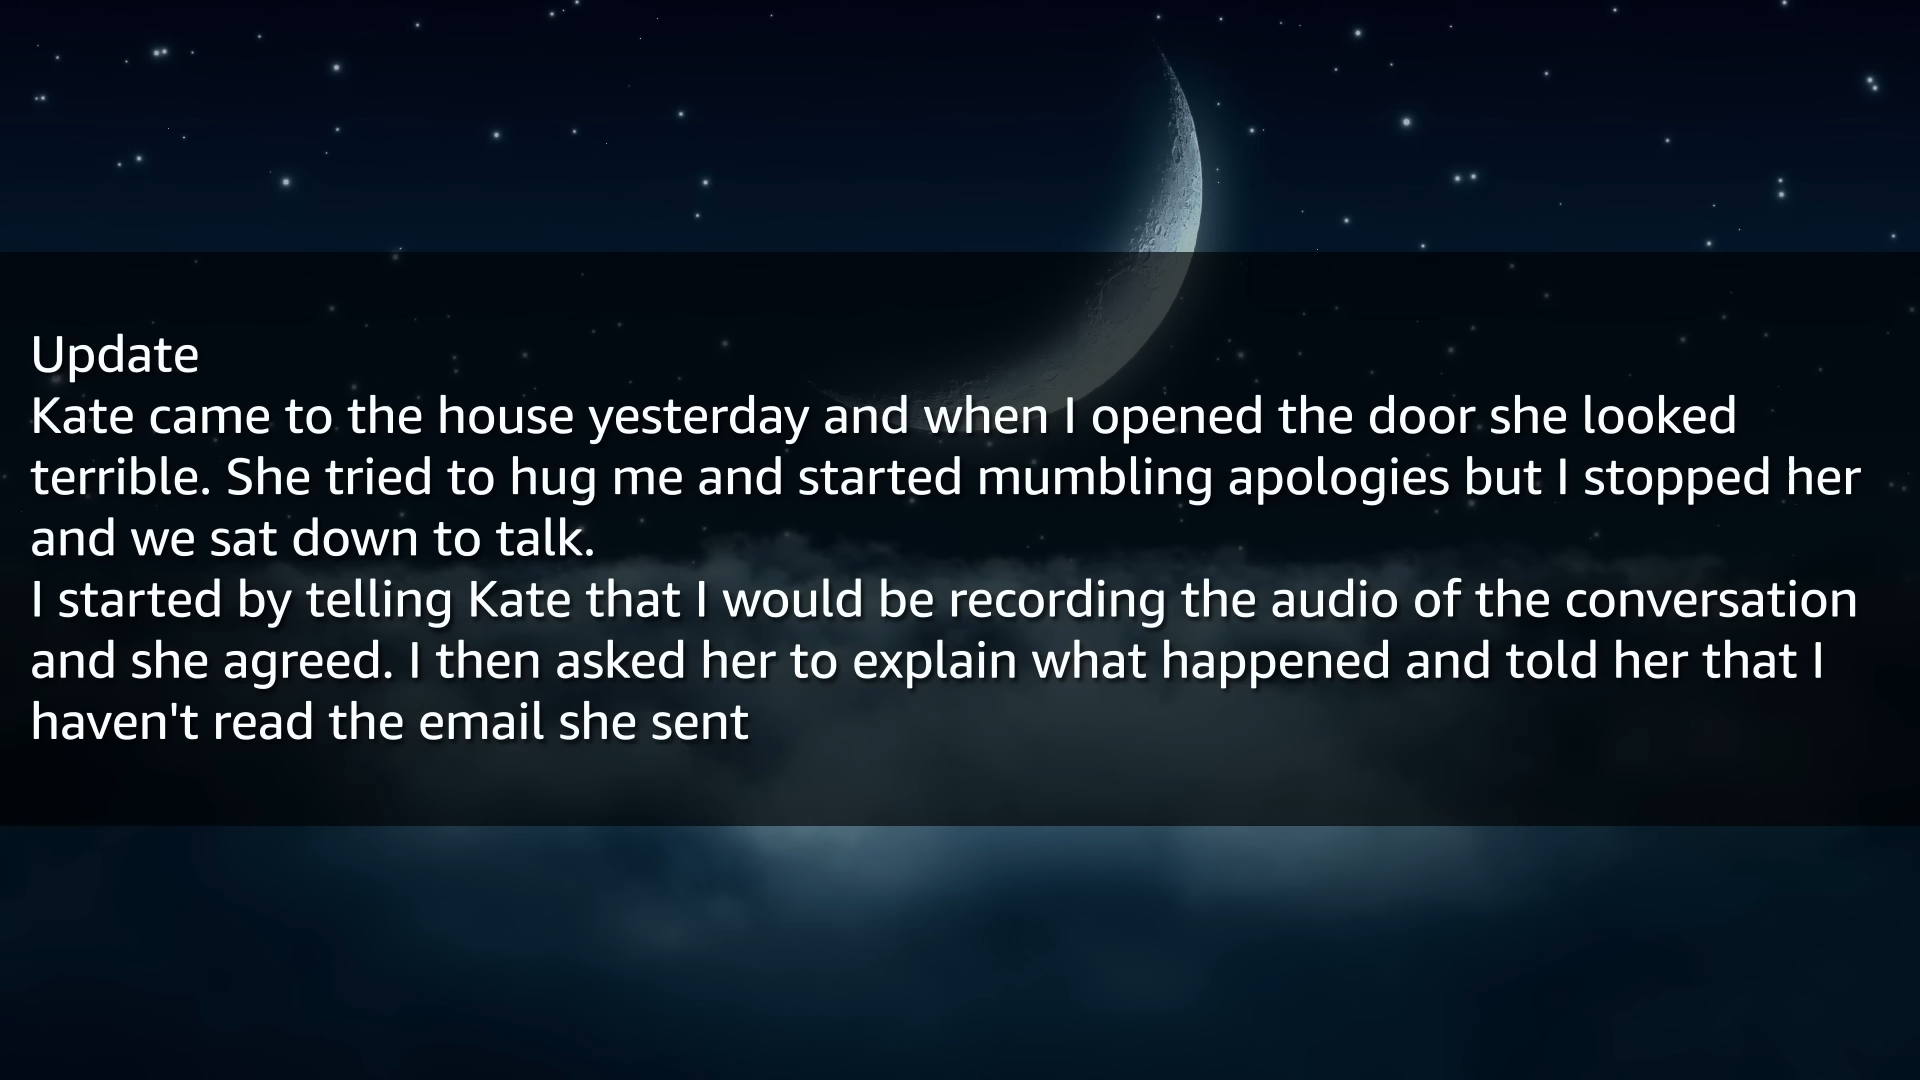 Update
Kate came to the house yesterday and when I opened the door she looked
terrible. She tried to hug me and started mumbling apologies but I stopped her
and we sat down to talk.
I started by telling Kate that I would be recording the audio of the conversation
and she agreed. I then asked her to explain what happened and told her that I
haven't read the email she sent